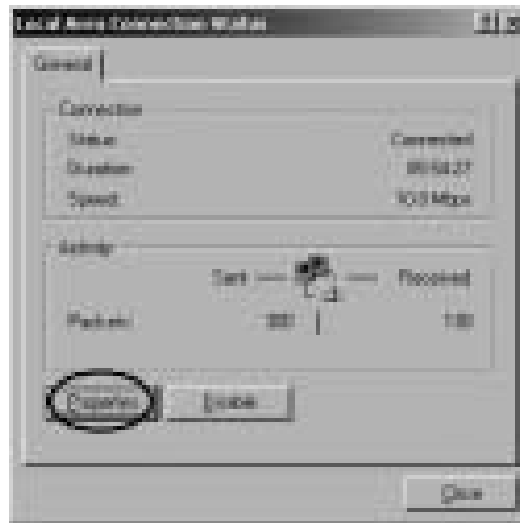 Local Area Connection Status
General
Connection
Status: Connected
Duration:
Speed: 10.0 Mbps
Activity
Sent Received
Packets:
Properties
Disable
Close